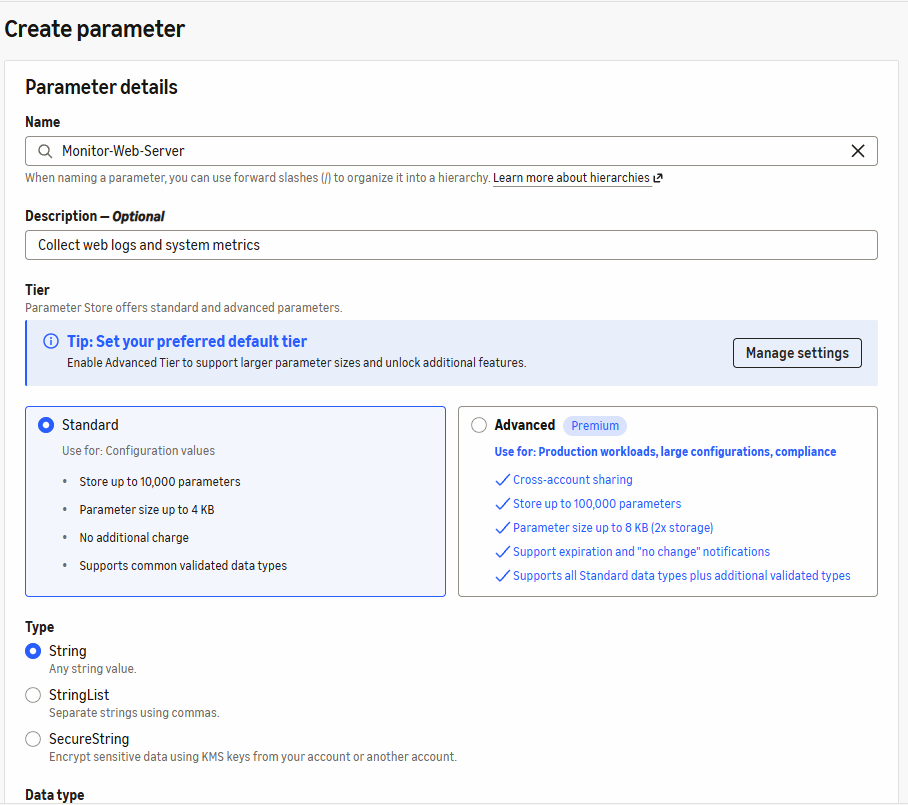 Create parameter
Parameter details
Name
Monitor-Web-Server
When naming a parameter, you can use forward slashes (/) to organize it into a hierarchy. Learn more about hierarchies
Description — Optional
Collect web logs and system metrics
Tier
Parameter Store offers standard and advanced parameters.
Tip: Set your preferred default tier
Enable Advanced Tier to support larger parameter sizes and unlock additional features.
Manage settings
Standard
Use for: Configuration values
• Store up to 10,000 parameters
• Parameter size up to 4 KB
• No additional charge
• Supports common validated data types
Advanced Premium
Use for: Production workloads, large configurations, compliance
Cross-account sharing
Store up to 100,000 parameters
Parameter size up to 8 KB (2x storage)
Support expiration and "no change" notifications
Supports all Standard data types plus additional validated types
Type
String
Any string value.
StringList
Separate strings using commas.
SecureString
Encrypt sensitive data using KMS keys from your account or another account.
Data type